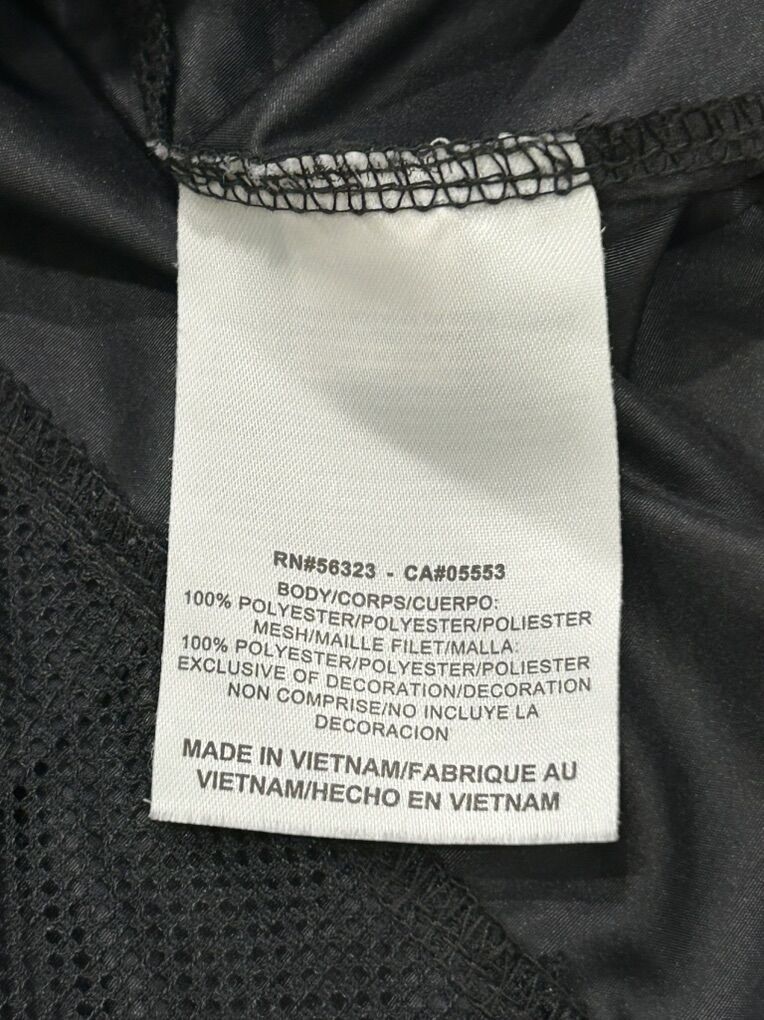 RN#56323 - CA#05553
BODY/CORPS/CUERPO:
100% POLYESTER/POLYESTER/POLIESTER
MESH/MAILLE FILET/MALLA:
100% POLYESTER/POLYESTER/POLIESTER
EXCLUSIVE OF DECORATION/DECORATION
NON COMPRISE/NO INCLUYE LA
DECORACION
MADE IN VIETNAM/FABRIQUE AU
VIETNAM/HECHO EN VIETNAM